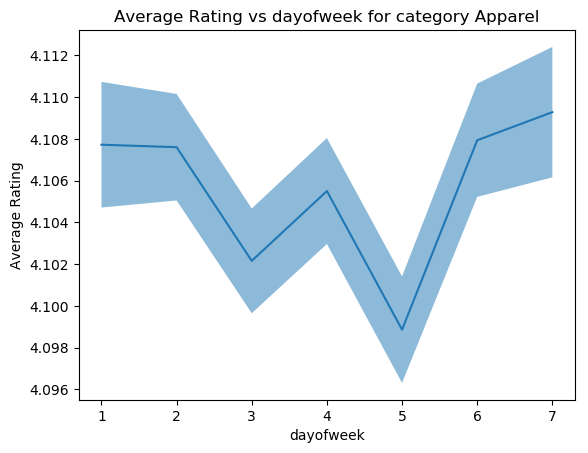 Average Rating vs dayofweek for category Apparel
Average Rating
4.112
4.110
4.108
4.106
4.104
4.102
4.100
4.098
4.096
1 2 3 4 5 6 7
dayofweek